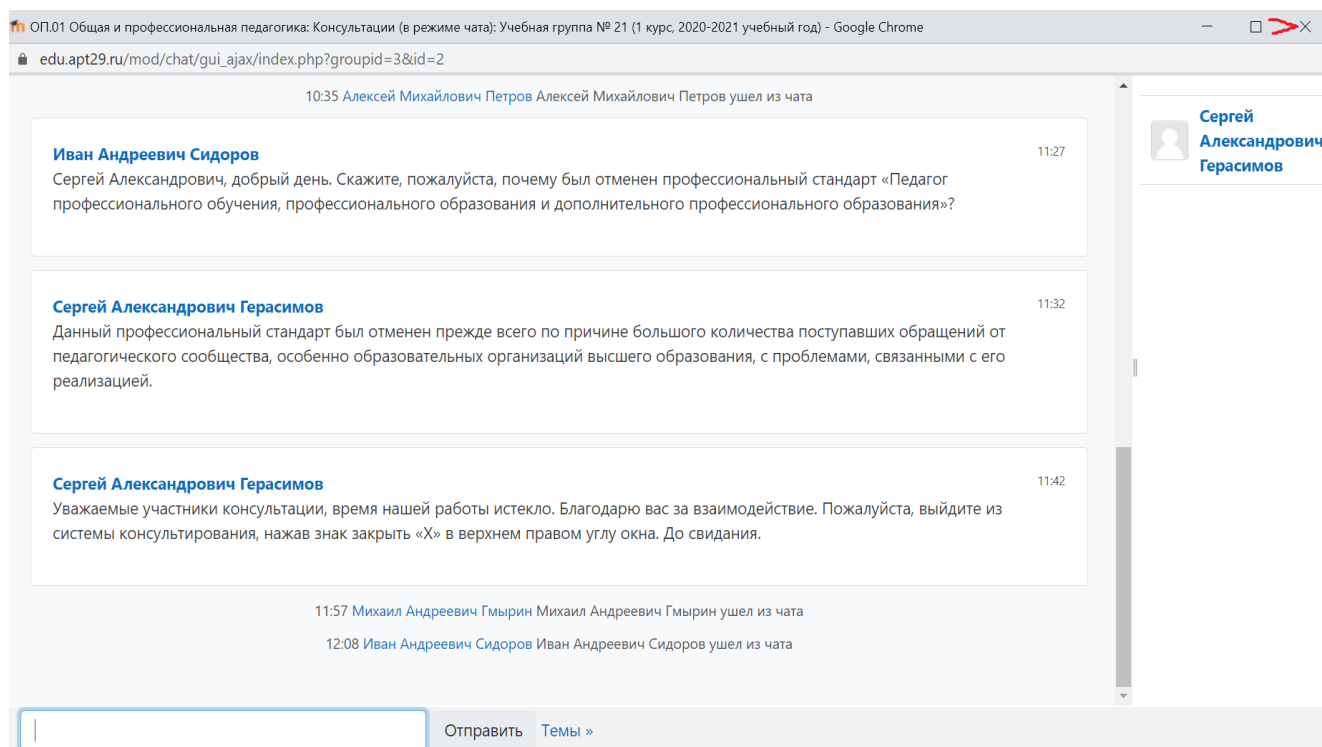 ОП.01 Общая и профессиональная педагогика: Консультации (в режиме чата): Учебная группа № 21 (1 курс, 2020-2021 учебный год) - Google Chrome
edu.apt29.ru/mod/chat/gui_ajax/index.php?groupid=3&id=2
10:35 Алексей Михайлович Петров Алексей Михайлович Петров ушел из чата
Иван Андреевич Сидоров 11:27
Сергей Александрович, добрый день. Скажите, пожалуйста, почему был отменен профессиональный стандарт «Педагог
профессионального обучения, профессионального образования и дополнительного профессионального образования»?
Сергей Александрович Герасимов 11:32
Данный профессиональный стандарт был отменен прежде всего по причине большого количества поступавших обращений от
педагогического сообщества, особенно образовательных организаций высшего образования, с проблемами, связанными с его
реализацией.
Сергей Александрович Герасимов 11:42
Уважаемые участники консультации, время нашей работы истекло. Благодарю вас за взаимодействие. Пожалуйста, выйдите из
системы консультирования, нажав знак закрыть «Х» в верхнем правом углу окна. До свидания.
11:57 Михаил Андреевич Гмырин Михаил Андреевич Гмырин ушел из чата
12:08 Иван Андреевич Сидоров Иван Андреевич Сидоров ушел из чата
Отправить Темы »
Сергей
Александрович
Герасимов